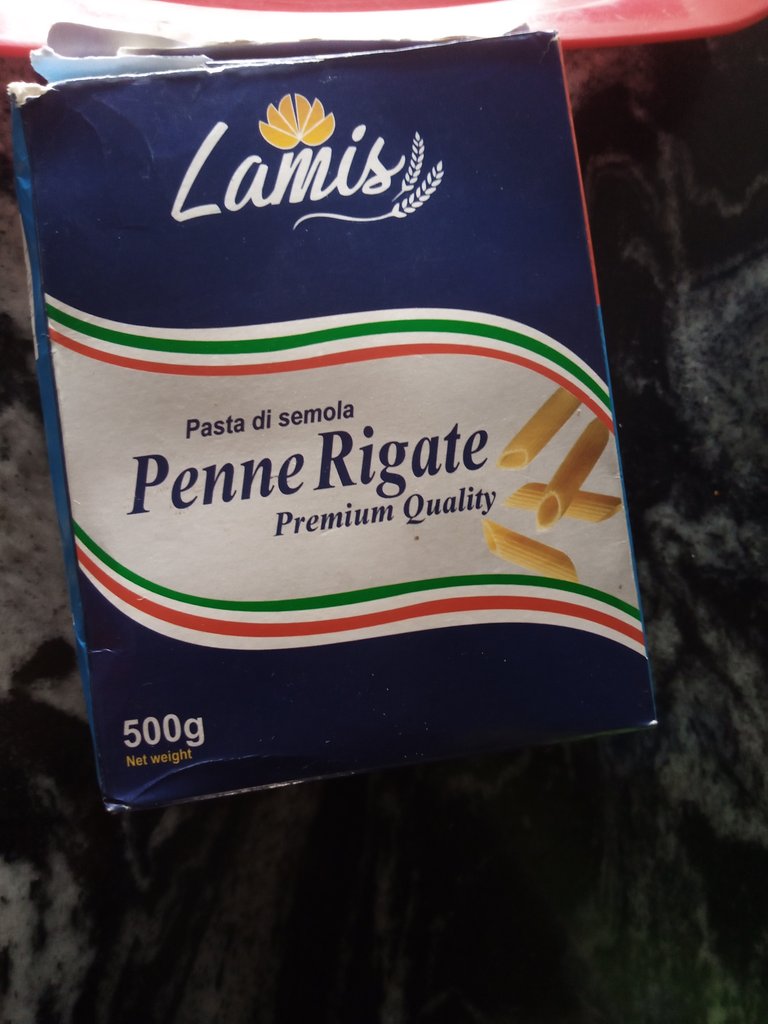 Lamis
Pasta di semola
Penne Rigate
Premium Quality
500g
Net weight